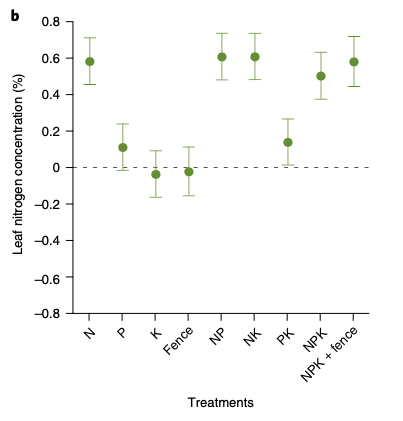 b
Leaf nitrogen concentration (%)
0.8
0.6
0.4
0.2
0
–0.2
–0.4
–0.6
–0.8
N
P
K
Fence
NP
NK
PK
NPK
NPK + fence
Treatments